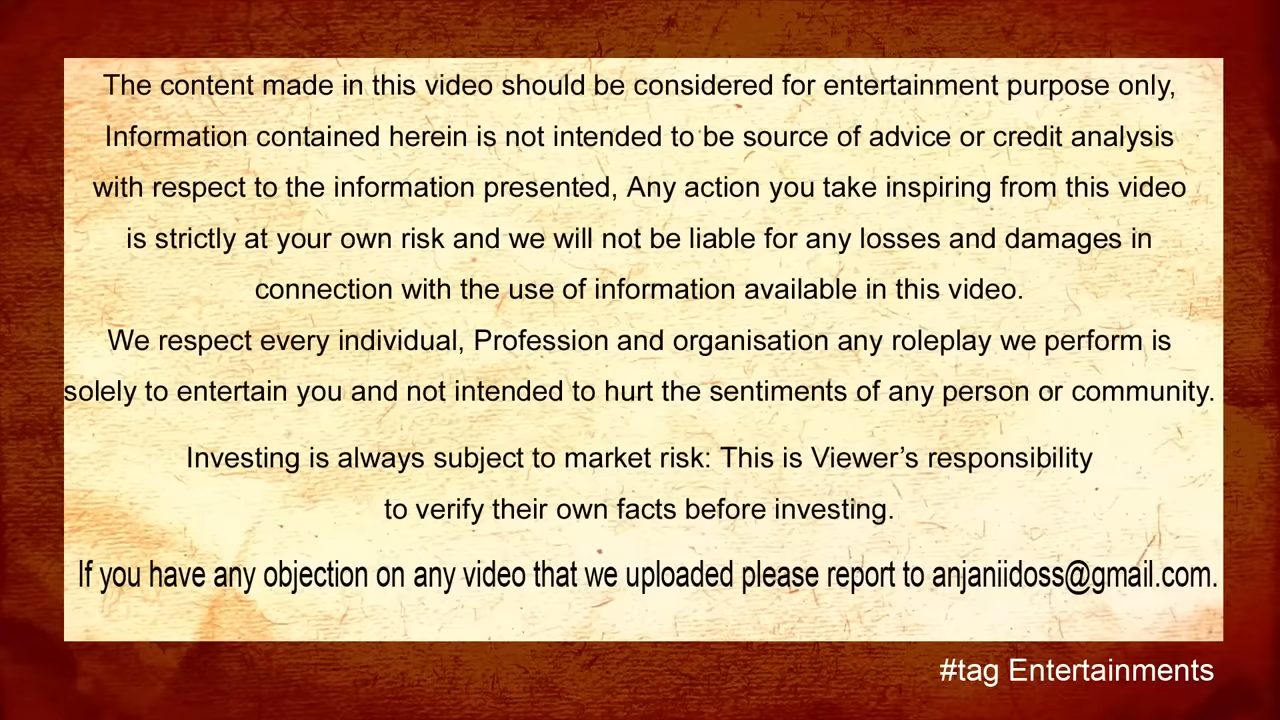 The content made in this video should be considered for entertainment purpose only,
Information contained herein is not intended to be source of advice or credit analysis
with respect to the information presented, Any action you take inspiring from this video
is strictly at your own risk and we will not be liable for any losses and damages in
connection with the use of information available in this video.
We respect every individual, Profession and organisation any roleplay we perform is
solely to entertain you and not intended to hurt the sentiments of any person or community.
Investing is always subject to market risk: This is Viewer’s responsibility
to verify their own facts before investing.
If you have any objection on any video that we uploaded please report to anjaniidoss@gmail.com.
#tag Entertainments